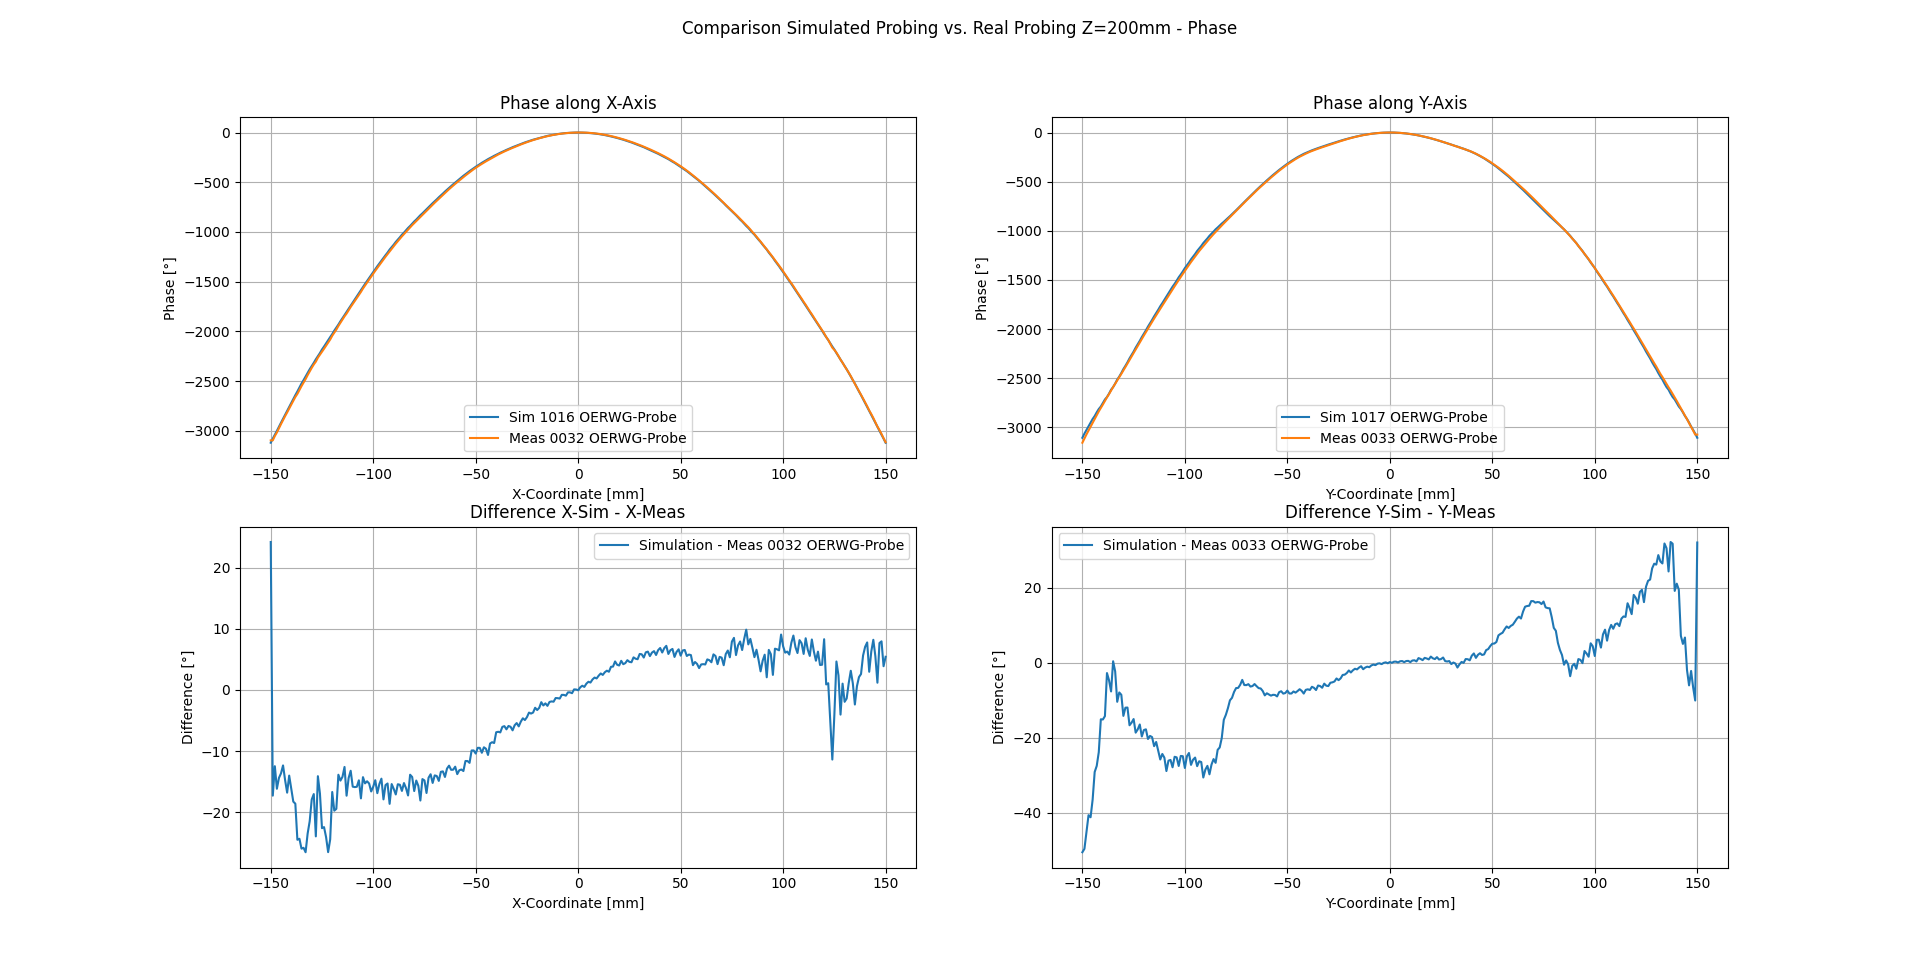 Comparison Simulated Probing vs. Real Probing Z=200mm - Phase
Phase along X-Axis
Phase [°]
0
−500
−1000
−1500
−2000
−2500
−3000
Sim 1016 OERWG-Probe
Meas 0032 OERWG-Probe
−150 −100 −50 0 50 100 150
X-Coordinate [mm]
Phase along Y-Axis
Phase [°]
0
−500
−1000
−1500
−2000
−2500
−3000
Sim 1017 OERWG-Probe
Meas 0033 OERWG-Probe
−150 −100 −50 0 50 100 150
Y-Coordinate [mm]
Difference X-Sim - X-Meas
Simulation - Meas 0032 OERWG-Probe
Difference [°]
20
10
0
−10
−20
−150 −100 −50 0 50 100 150
X-Coordinate [mm]
Difference Y-Sim - Y-Meas
Simulation - Meas 0033 OERWG-Probe
Difference [°]
20
0
−20
−40
−150 −100 −50 0 50 100 150
Y-Coordinate [mm]